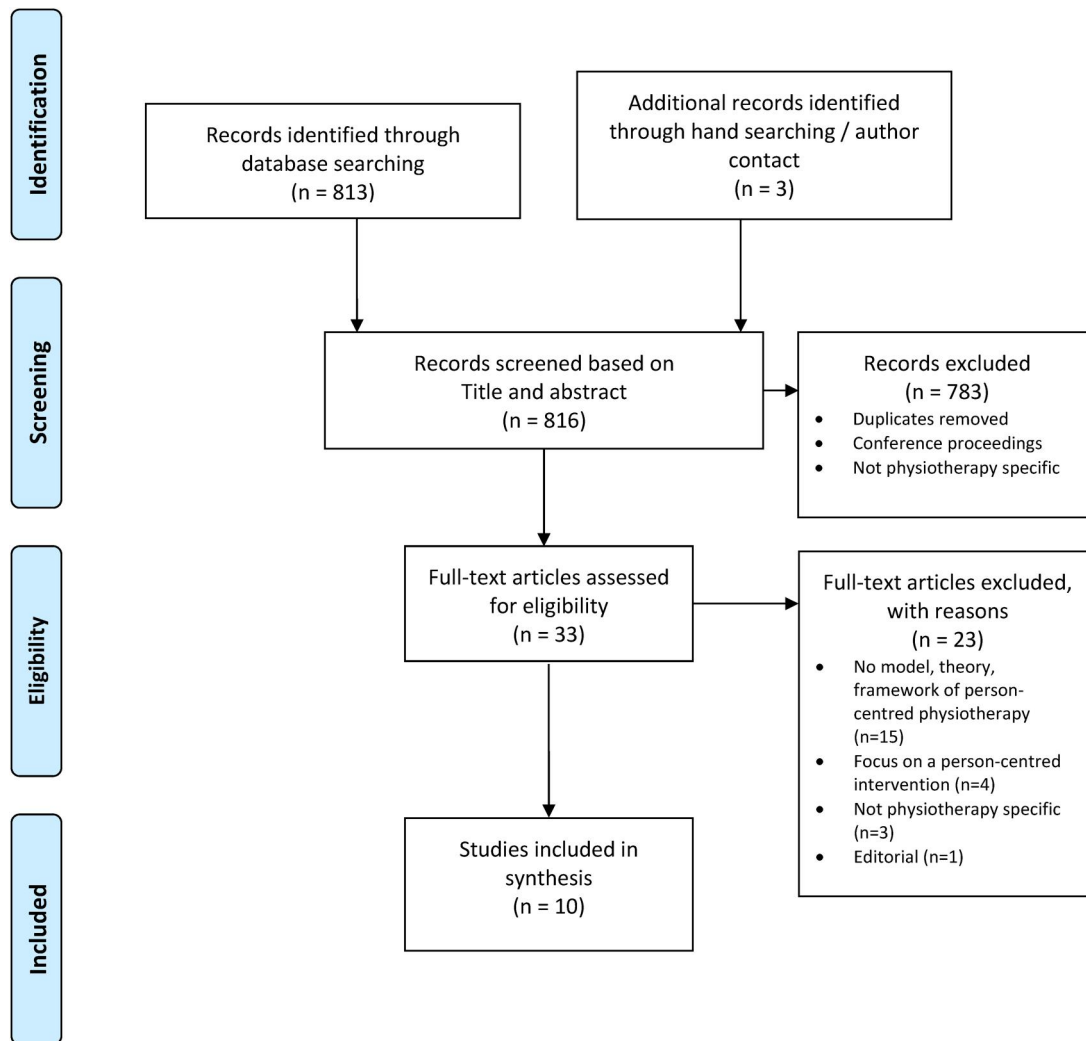 Identification
Records identified through
database searching
(n = 813)
Additional records identified
through hand searching / author
contact
(n = 3)
Screening
Records screened based on
Title and abstract
(n = 816)
Records excluded
(n = 783)
• Duplicates removed
• Conference proceedings
• Not physiotherapy specific
Eligibility
Full-text articles assessed
for eligibility
(n = 33)
Full-text articles excluded,
with reasons
(n = 23)
• No model, theory,
framework of person-
centred physiotherapy
(n=15)
• Focus on a person-centred
intervention (n=4)
• Not physiotherapy specific
(n=3)
• Editorial (n=1)
Included
Studies included in
synthesis
(n = 10)